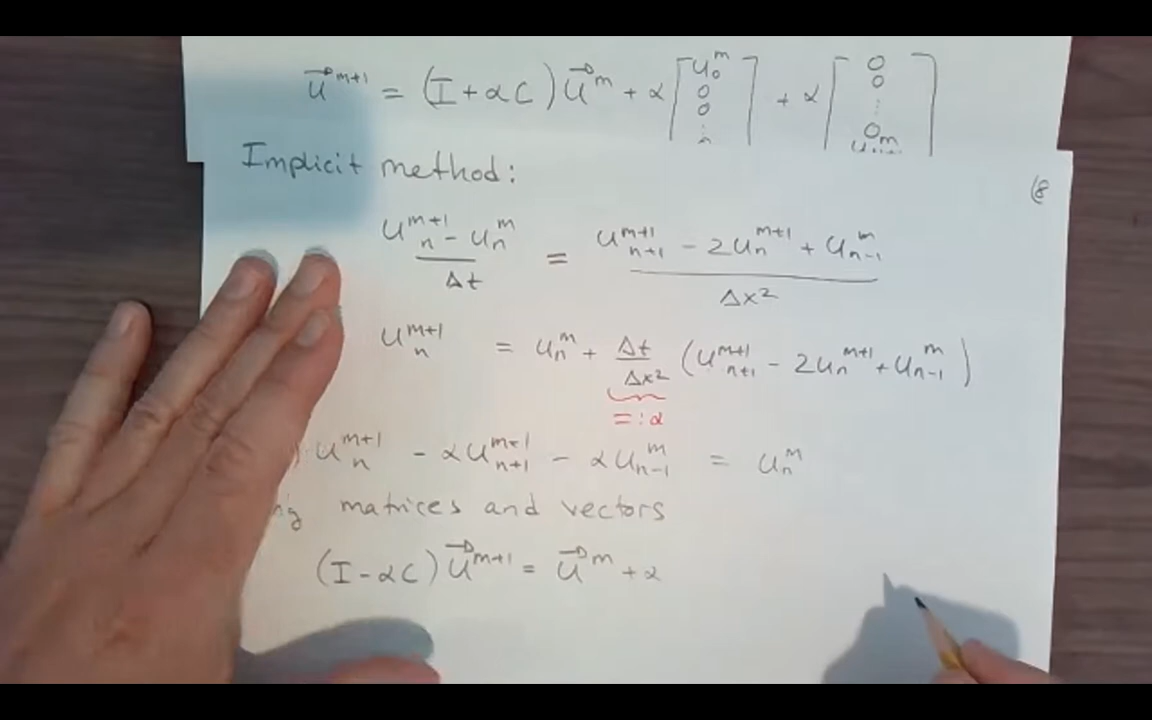 u⃗^{m+1} = (I + αC) u⃗^m + α [u_0^m 0 0 ⋮] + α [0 0 ⋮ 0
Implicit method:
(8
(u_n^{m+1} - u_n^m) / Δt = (u_{n+1}^{m+1} - 2u_n^{m+1} + u_{n-1}^m) / Δx²
u_n^{m+1} = u_n^m + Δt/Δx² (u_{n+1}^{m+1} - 2u_n^{m+1} + u_{n-1}^m)
=: α
) u_n^{m+1} - αu_{n+1}^{m+1} - αu_{n-1}^m = u_n^m
ng matrices and vectors
(I - αC) u⃗^{m+1} = u⃗^m + α